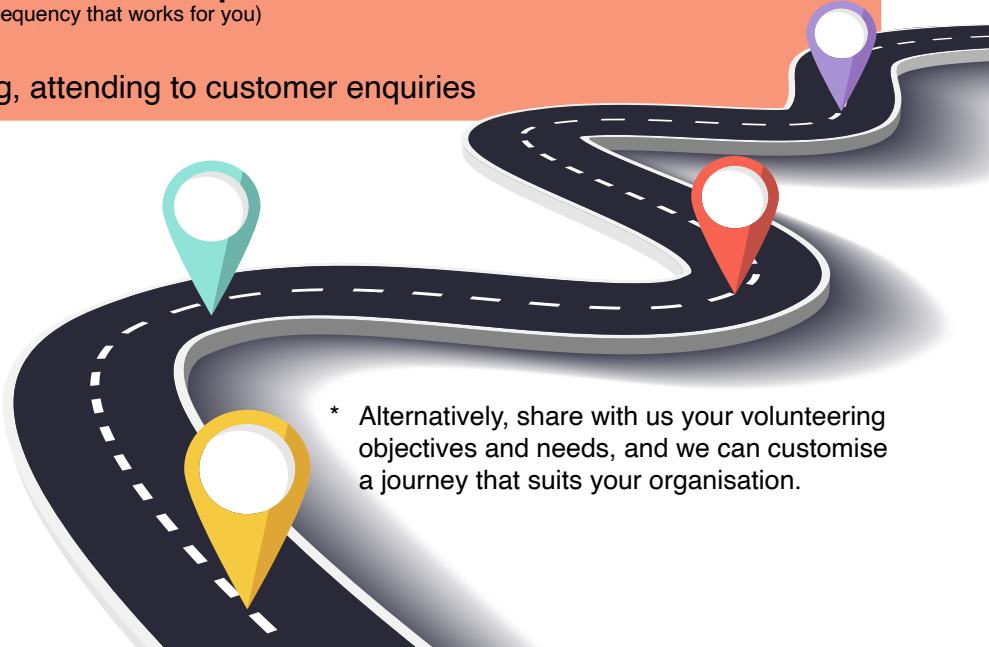 requency that works for you)
g, attending to customer enquiries
* Alternatively, share with us your volunteering
objectives and needs, and we can customise
a journey that suits your organisation.